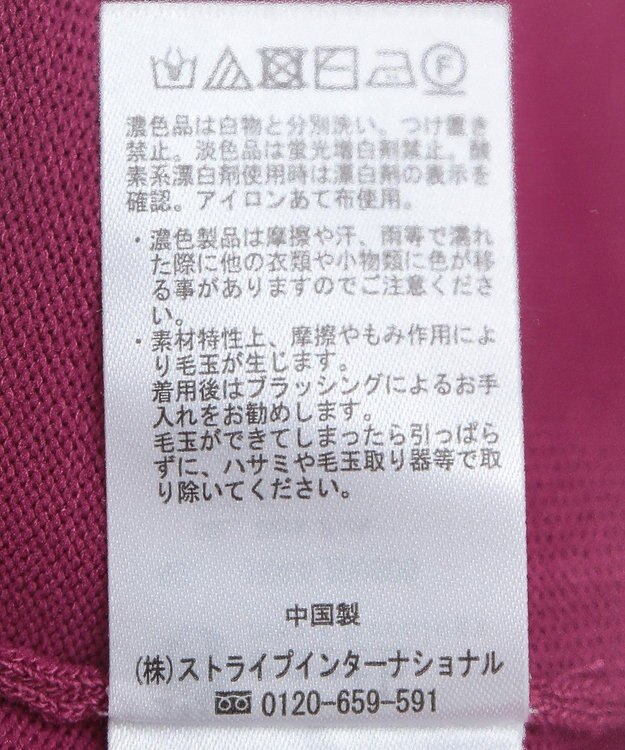 濃色品は白物と分別洗い。つけ置き
禁止。淡色品は蛍光増白剤禁止。酸
素系漂白剤使用時は漂白剤の表示を
確認。アイロンあて布使用。
・濃色製品は摩擦や汗、雨等で濡れ
た際に他の衣類や小物類に色が移
る事がありますのでご注意くださ
い。
・素材特性上、摩擦やもみ作用によ
り毛玉が生じます。
着用後はブラッシングによるお手
入れをお勧めします。
毛玉ができてしまったら引っぱら
ずに、ハサミや毛玉取り器等で取
り除いてください。
中国製
(株)ストライプインターナショナル
0120-659-591